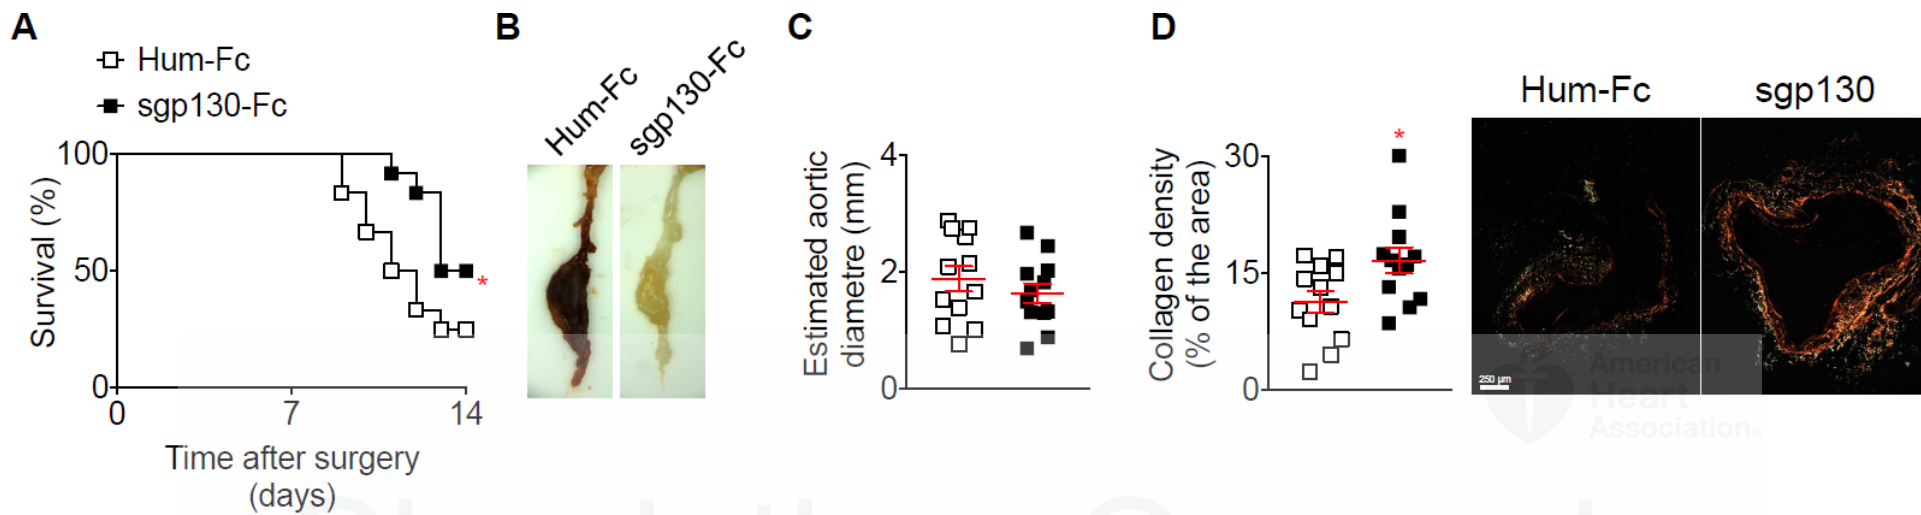 A
Hum-Fc
sgp130-Fc
100
50
0
Survival (%)
*
0
7
14
Time after surgery
(days)
B
Hum-Fc
sgp130-Fc
C
Estimated aortic
diametre (mm)
4
2
0
D
Collagen density
(% of the area)
30
15
0
*
Hum-Fc
sgp130
250 µm
American
Heart
Association®